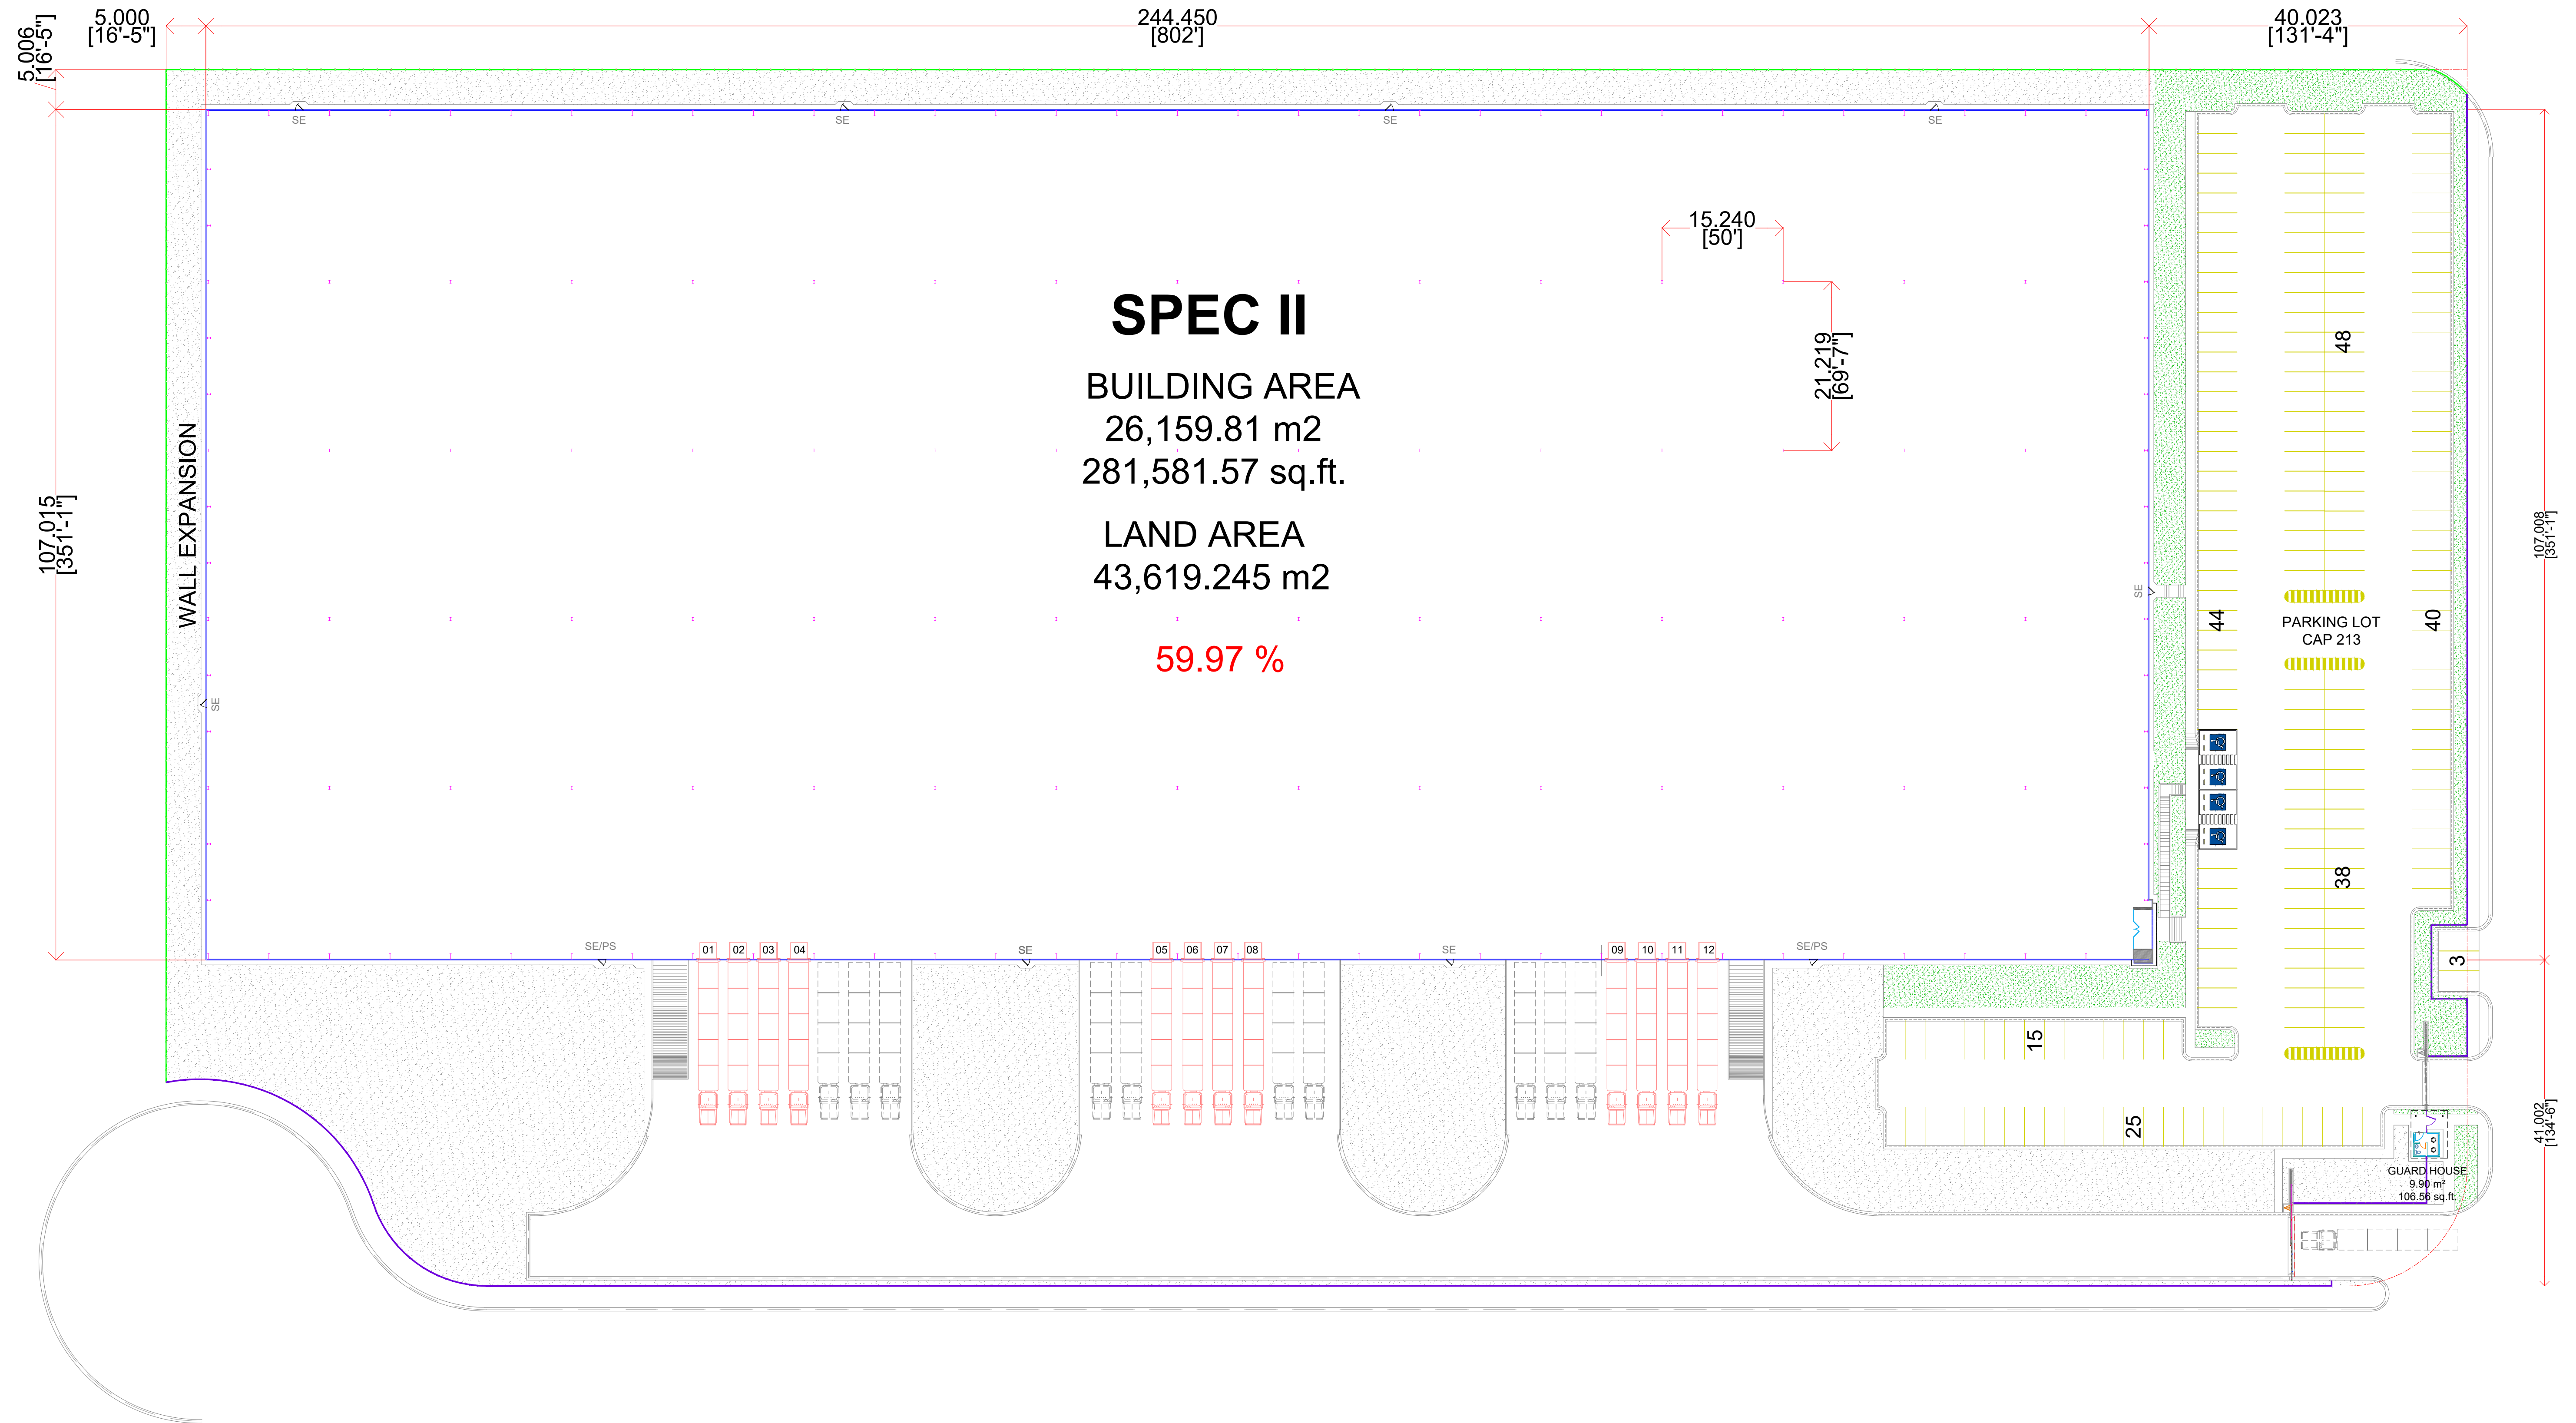 5.000
[16'-5"]
244.450
[802']
40.023
[131'-4"]
5.006
[16'-5"]
SE
SE
SE
SE
15.240
[50']
21.219
[69'-7"]
SPEC II
BUILDING AREA
26,159.81 m2
281,581.57 sq.ft.
LAND AREA
43,619.245 m2
59.97 %
WALL EXPANSION
107.015
[351'-1"]
107.008
[351'-1"]
48
SE
44
PARKING LOT
CAP 213
40
SE
38
SE/PS
01
02
03
04
SE
05
06
07
08
SE
09
10
11
12
SE/PS
3
15
25
41.002
[134'-6"]
GUARD HOUSE
9.90 m²
106.56 sq.ft.